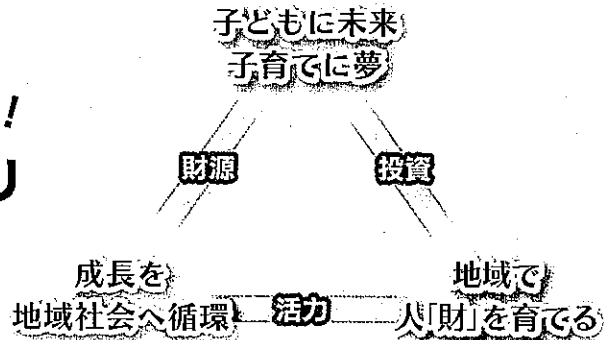 子どもに未来
子育てに夢
!
財源
投資
成長を
地域社会へ循環
活力
地域で
人「財」を育てる